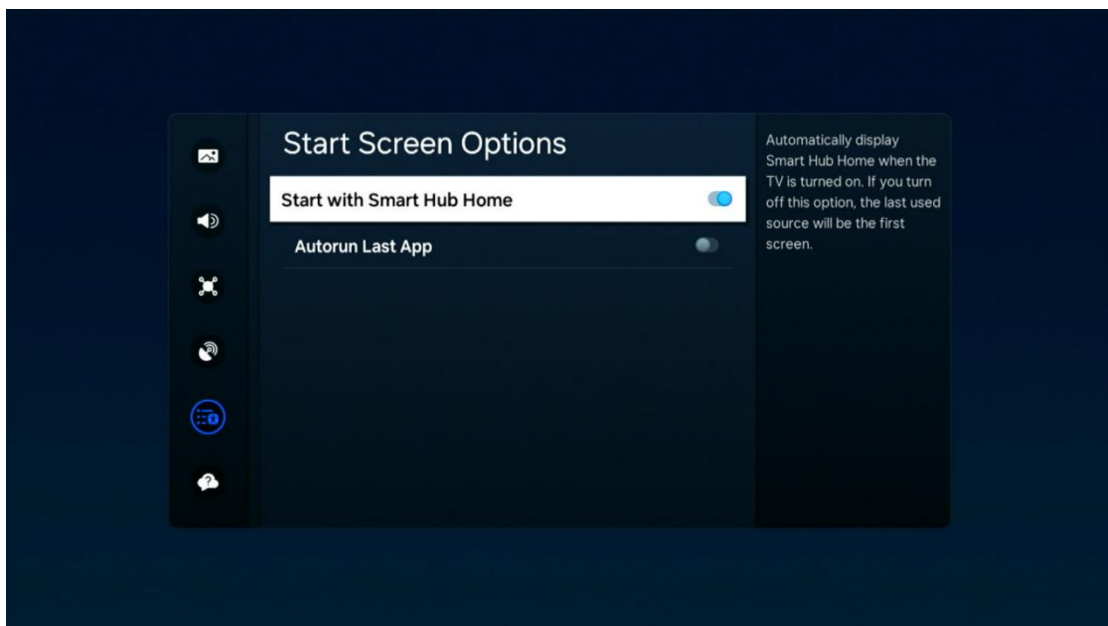 Start Screen Options
Start with Smart Hub Home
Autorun Last App
Automatically display
Smart Hub Home when the
TV is turned on. If you turn
off this option, the last used
source will be the first
screen.